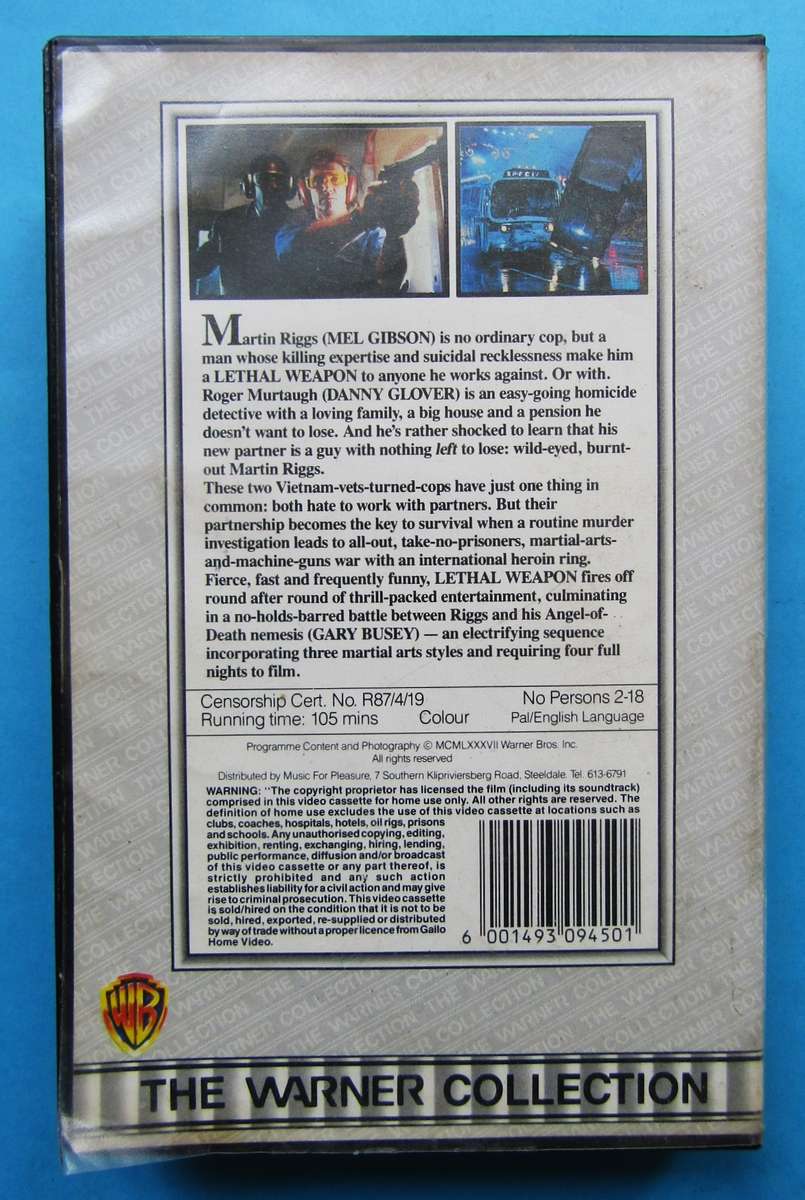 SPECIAL
Martin Riggs (MEL GIBSON) is no ordinary cop, but a
man whose killing expertise and suicidal recklessness make him
a LETHAL WEAPON to anyone he works against. Or with.
Roger Murtaugh (DANNY GLOVER) is an easy-going homicide
detective with a loving family, a big house and a pension he
doesn't want to lose. And he's rather shocked to learn that his
new partner is a guy with nothing left to lose: wild-eyed, burnt-
out Martin Riggs.
These two Vietnam-vets-turned-cops have just one thing in
common: both hate to work with partners. But their
partnership becomes the key to survival when a routine murder
investigation leads to all-out, take-no-prisoners, martial-arts-
and-machine-guns war with an international heroin ring.
Fierce, fast and frequently funny, LETHAL WEAPON fires off
round after round of thrill-packed entertainment, culminating
in a no-holds-barred battle between Riggs and his Angel-of-
Death nemesis (GARY BUSEY) — an electrifying sequence
incorporating three martial arts styles and requiring four full
nights to film.
Censorship Cert. No. R87/4/19 No Persons 2-18
Running time: 105 mins Colour Pal/English Language
Programme Content and Photography © MCMLXXXVII Warner Bros. Inc.
All rights reserved
Distributed by Music For Pleasure, 7 Southern Klipriviersberg Road, Steeldale. Tel. 613-6791
WARNING: "The copyright proprietor has licensed the film (including its soundtrack)
comprised in this video cassette for home use only. All other rights are reserved. The
definition of home use excludes the use of this video cassette at locations such as
clubs, coaches, hospitals, hotels, oil rigs, prisons
and schools. Any unauthorised copying, editing,
exhibition, renting, exchanging, hiring, lending,
public performance, diffusion and/or broadcast
of this video cassette or any part thereof, is
strictly prohibited and any such action
establishes liability for a civil action and may give
rise to criminal prosecution. This video cassette
is sold/hired on the condition that it is not to be
sold, hired, exported, re-supplied or distributed
by way of trade without a proper licence from Gallo
Home Video.
6 001493 094501
WB
THE WARNER COLLECTION